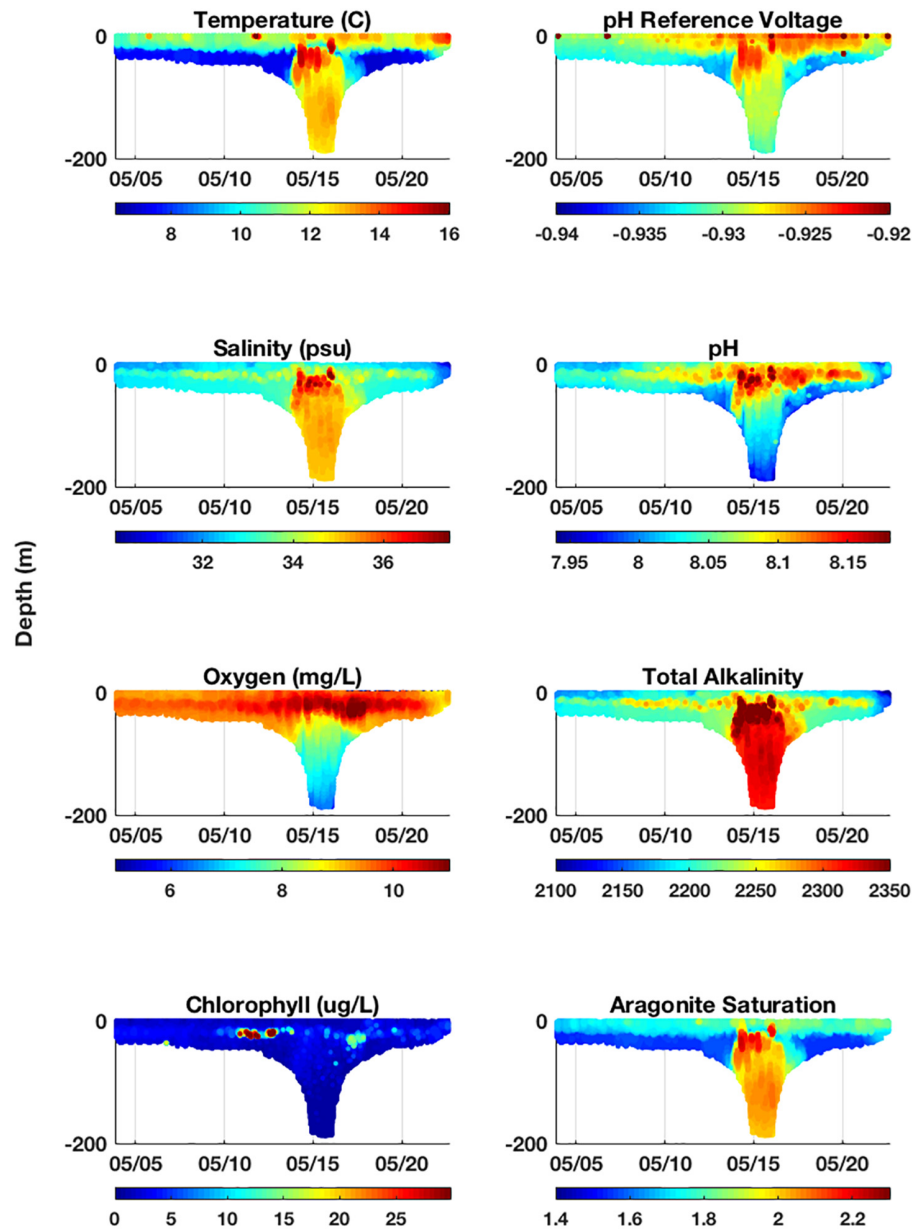 Temperature (C)
0
-200
05/05 05/10 05/15 05/20
8 10 12 14 16
pH Reference Voltage
0
-200
05/05 05/10 05/15 05/20
-0.94 -0.935 -0.93 -0.925 -0.92
Salinity (psu)
0
-200
05/05 05/10 05/15 05/20
32 34 36
pH
0
-200
05/05 05/10 05/15 05/20
7.95 8 8.05 8.1 8.15
Depth (m)
Oxygen (mg/L)
0
-200
05/05 05/10 05/15 05/20
6 8 10
Total Alkalinity
0
-200
05/05 05/10 05/15 05/20
2100 2150 2200 2250 2300 2350
Chlorophyll (ug/L)
0
-200
05/05 05/10 05/15 05/20
0 5 10 15 20 25
Aragonite Saturation
0
-200
05/05 05/10 05/15 05/20
1.4 1.6 1.8 2 2.2